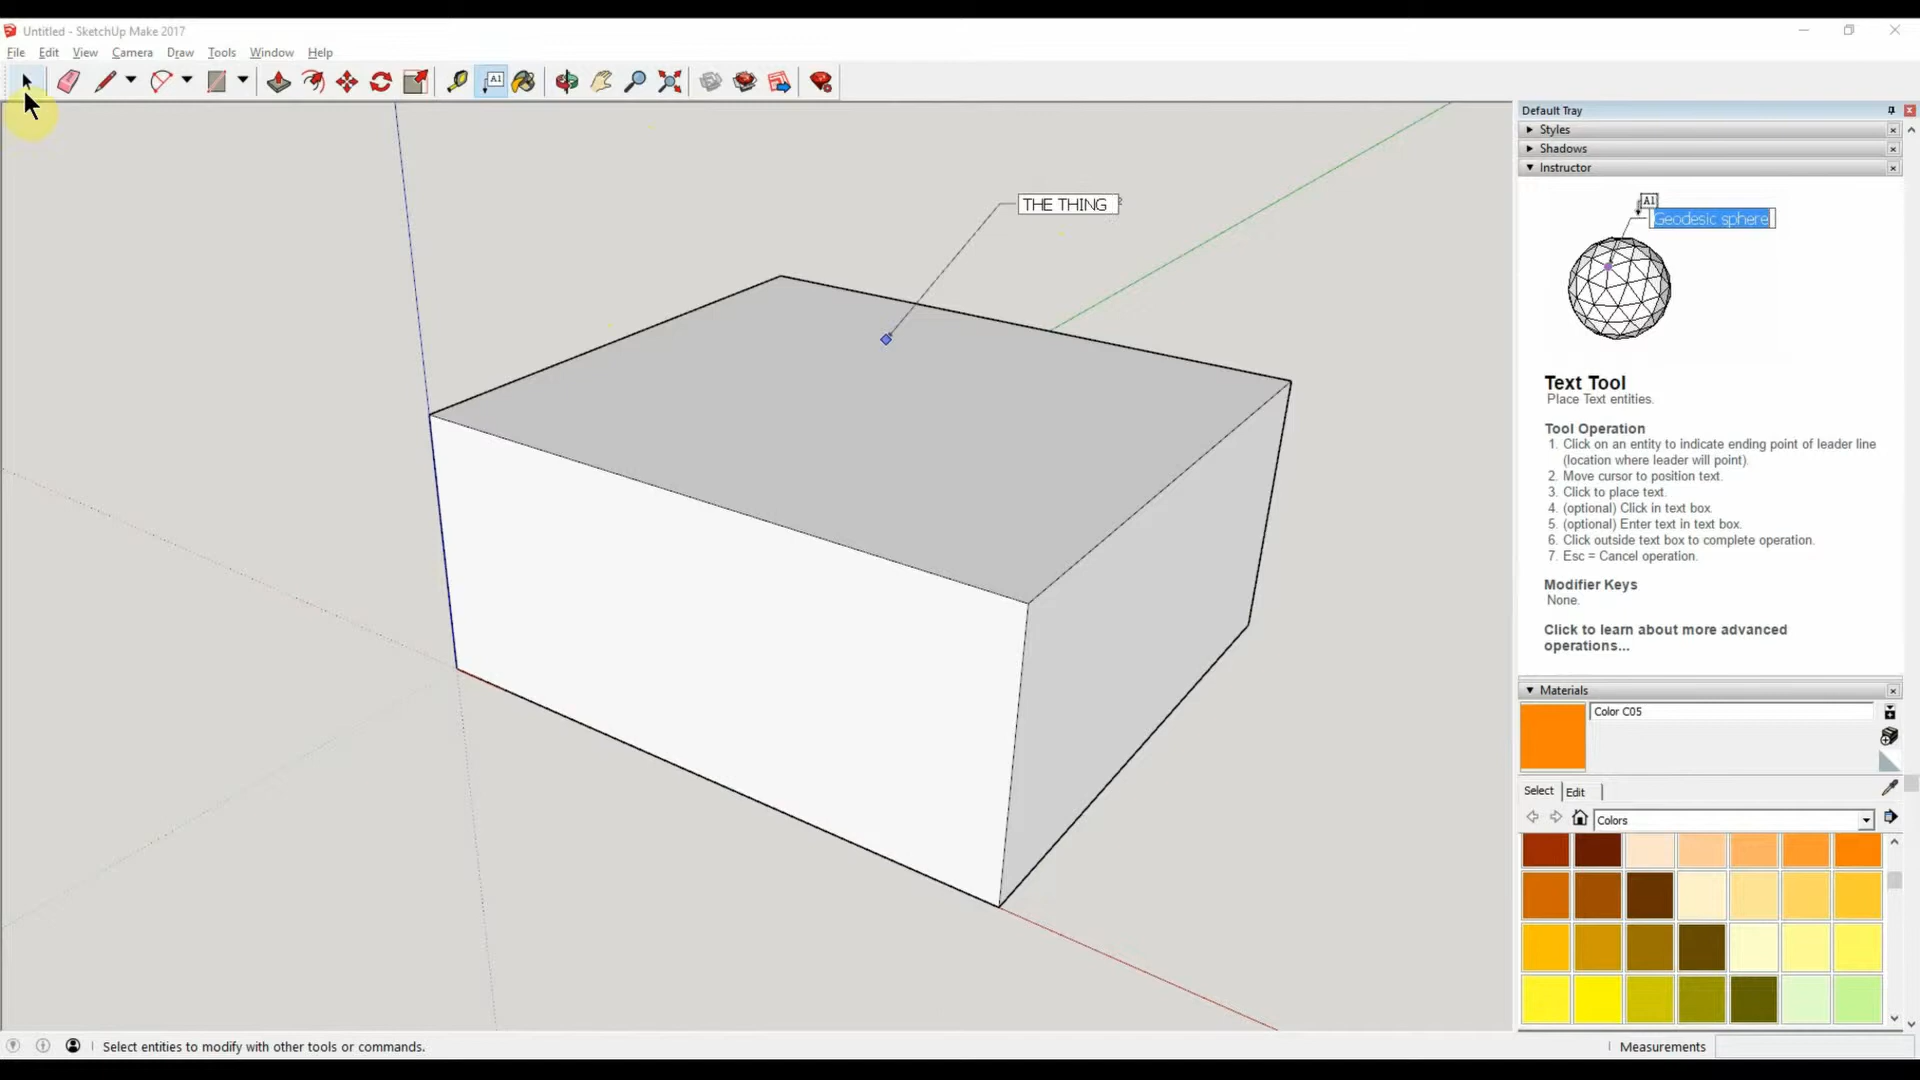 Untitled - SketchUp Make 2017
File Edit View Camera Draw Tools Window Help
A1
THE THING
2
Default Tray
Styles
Shadows
Instructor
A1
Geodesic sphere
Text Tool
Place Text entities.
Tool Operation
1. Click on an entity to indicate ending point of leader line
(location where leader will point).
2. Move cursor to position text.
3. Click to place text.
4. (optional) Click in text box.
5. (optional) Enter text in text box.
6. Click outside text box to complete operation.
7. Esc = Cancel operation.
Modifier Keys
None.
Click to learn about more advanced
operations...
Materials
Color C05
Select Edit
Colors
Select entities to modify with other tools or commands.
Measurements